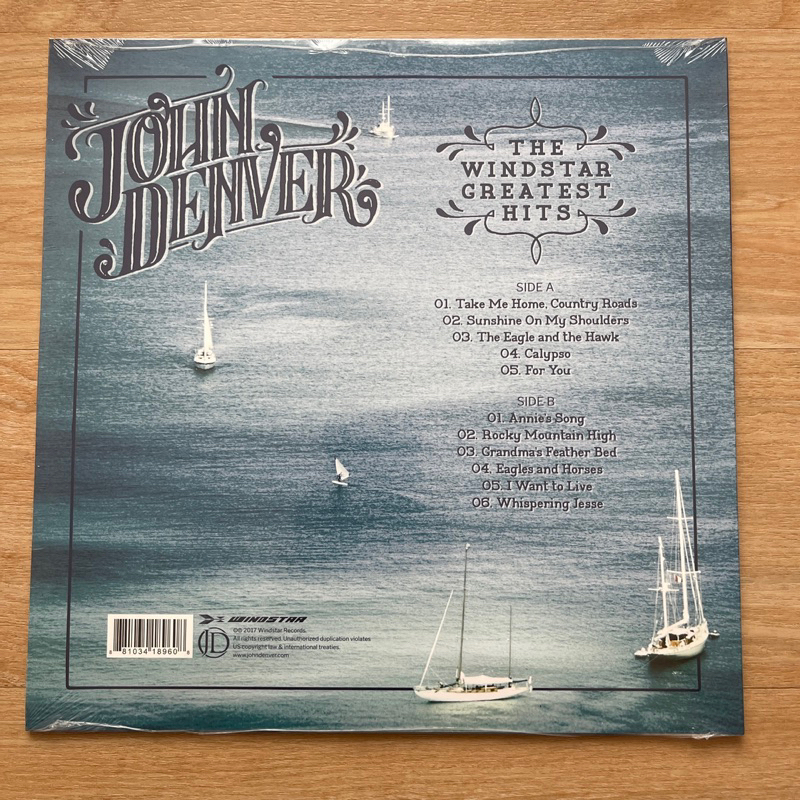 JOHN
DENVER
THE
WINDSTAR
GREATEST
HITS
SIDE A
01. Take Me Home, Country Roads
02. Sunshine On My Shoulders
03. The Eagle and the Hawk
04. Calypso
05. For You
SIDE B
01. Annie's Song
02. Rocky Mountain High
03. Grandma's Feather Bed
04. Eagles and Horses
05. I Want to Live
06. Whispering Jesse
WINDSTAR
JD
©℗ 2017 Windstar Records.
All rights reserved. Unauthorized duplication violates
US copyright law & international treaties.
www.johndenver.com
8 81034 18960 8